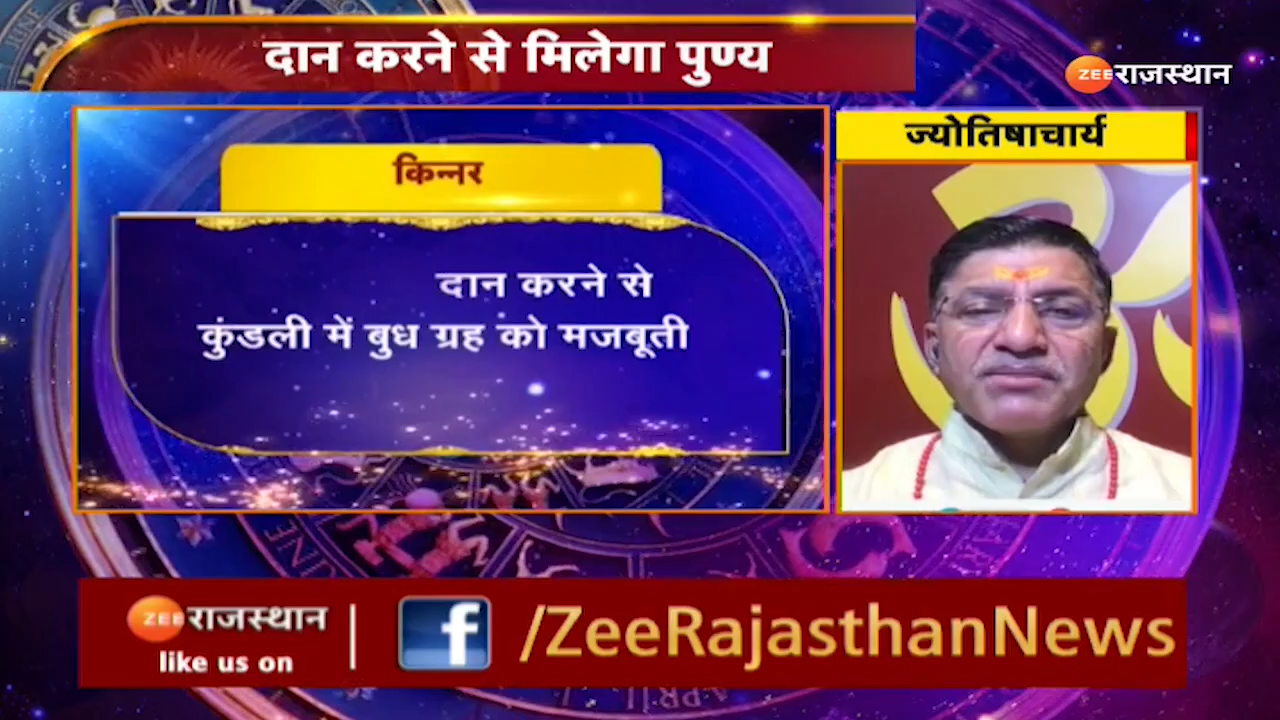 दान करने से मिलेगा पुण्य
ZEE राजस्थान
ज्योतिषाचार्य
किन्नर
दान करने से
कुंडली में बुध ग्रह को मजबूती
ZEE राजस्थान
like us on
f
/ZeeRajasthanNews